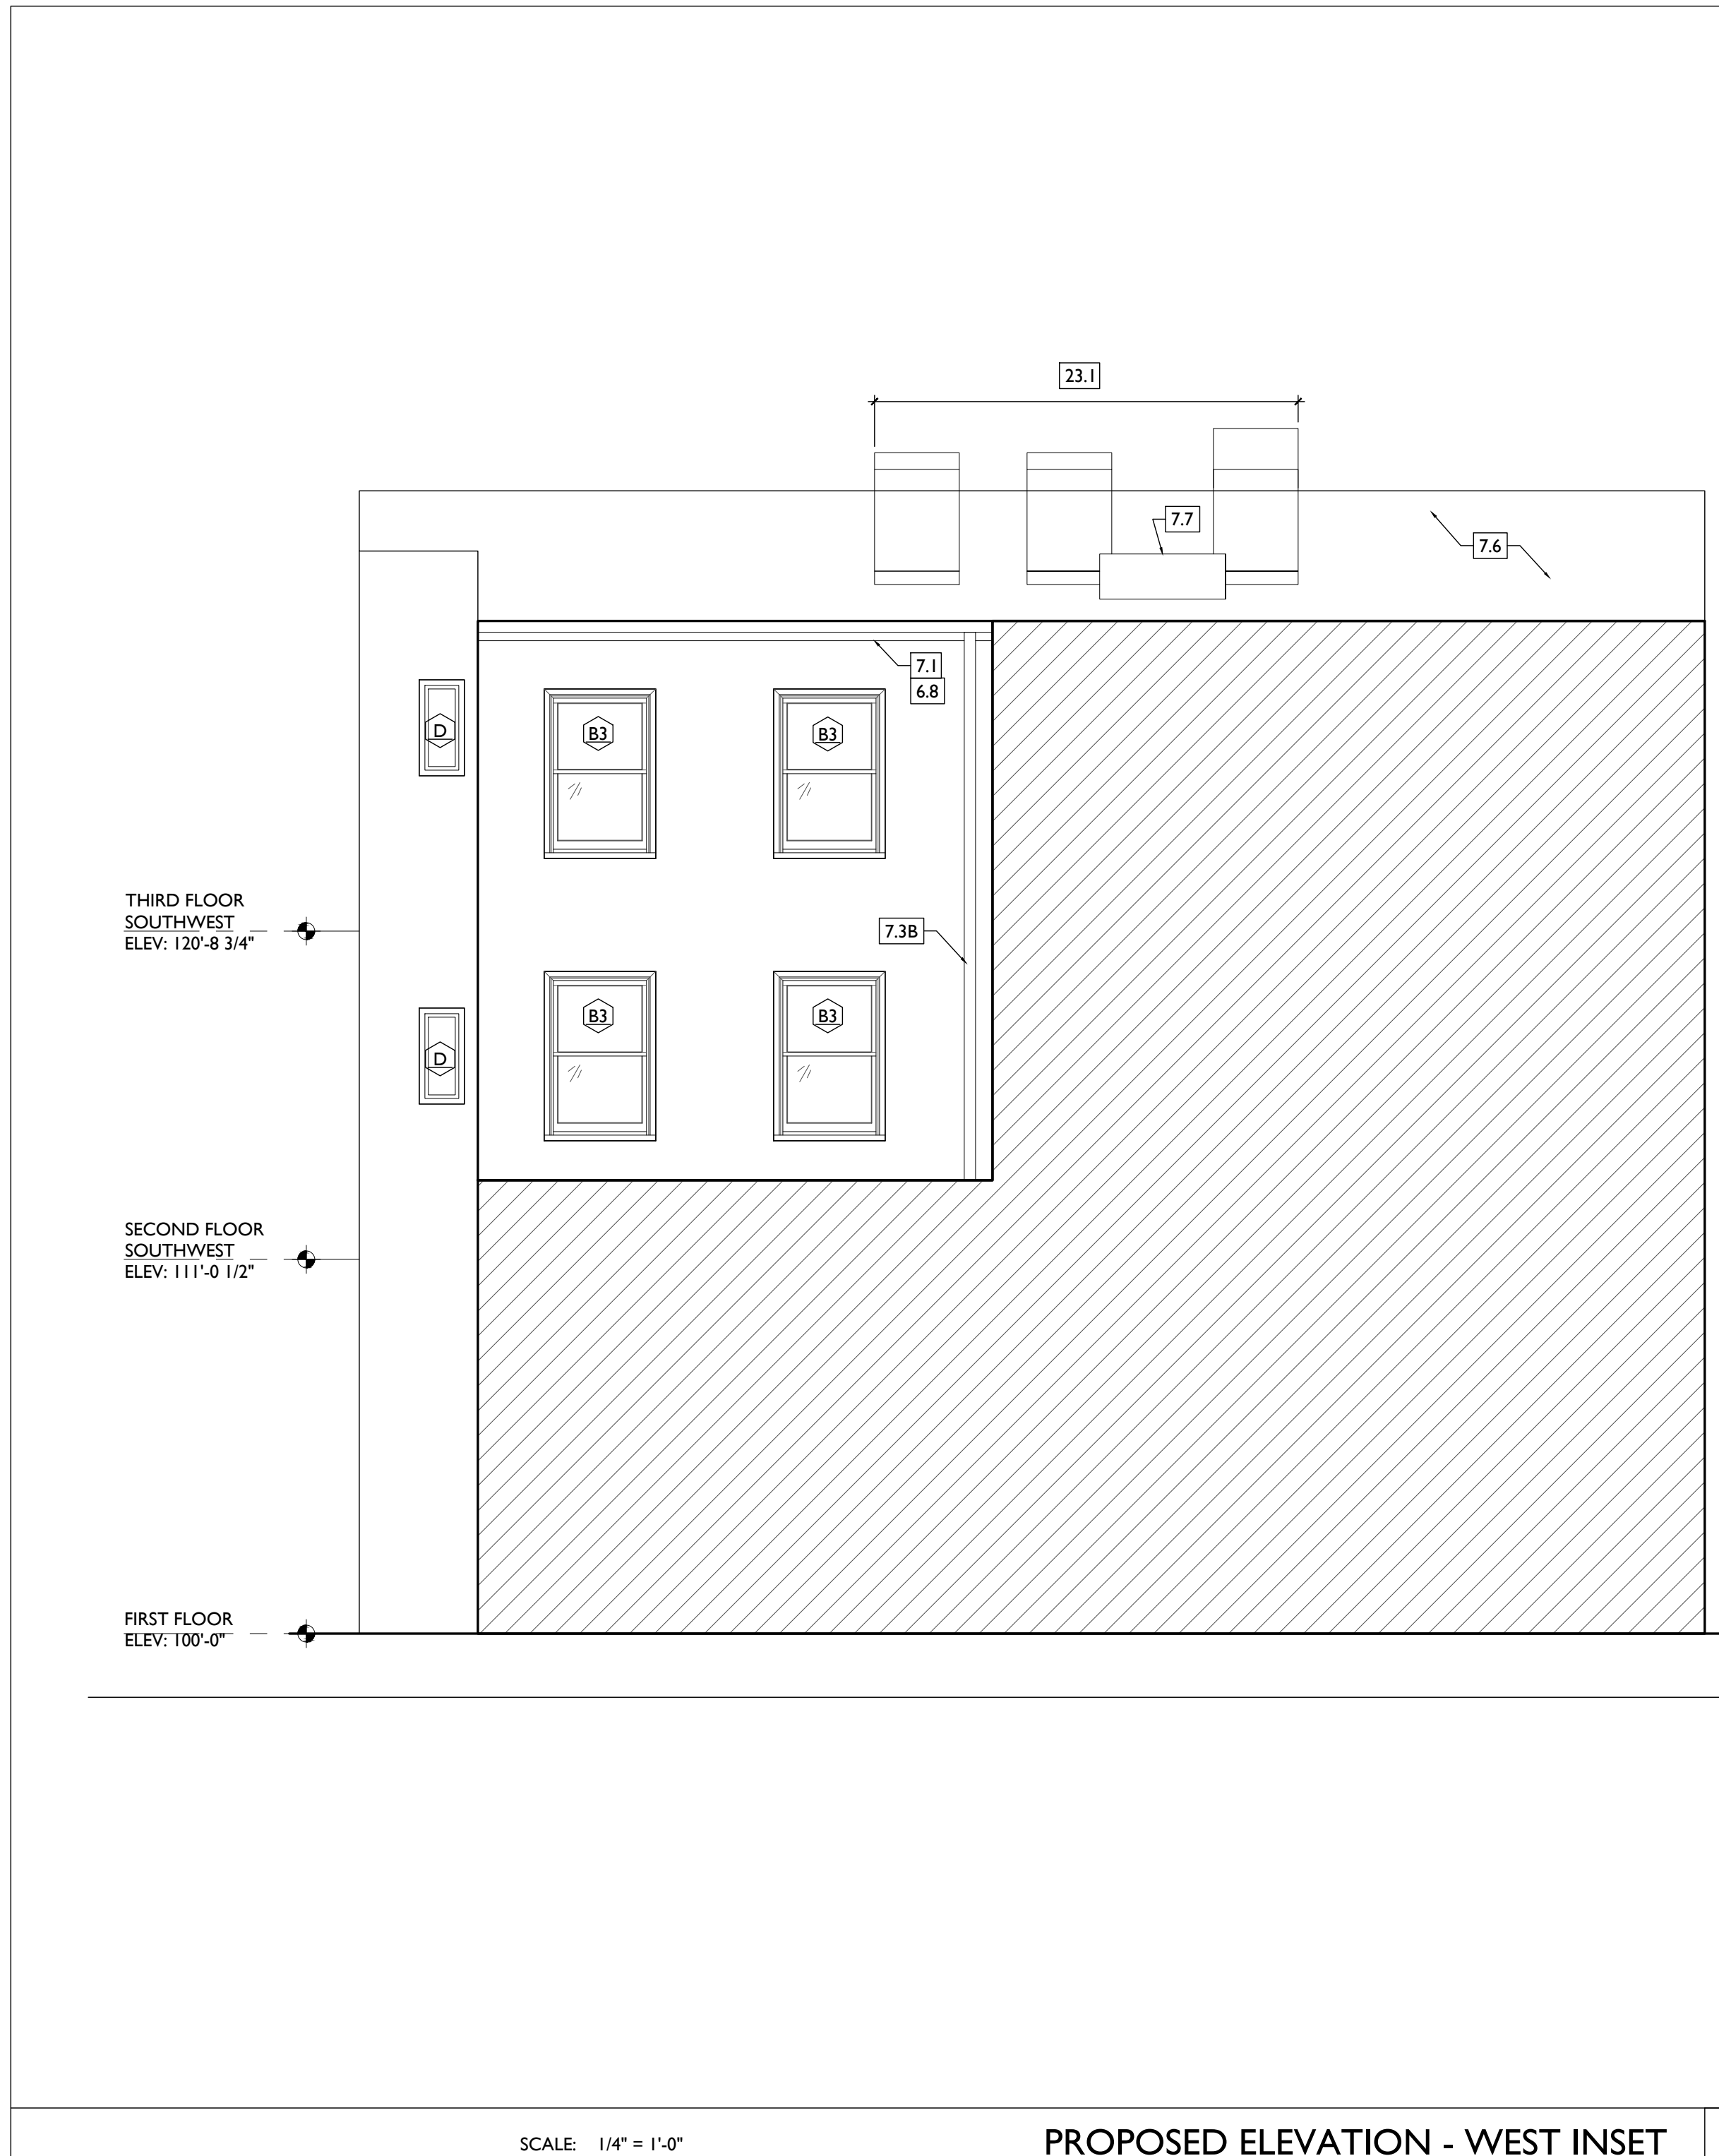 23.1
7.7
7.6
7.1
6.8
D
B3
B3
THIRD FLOOR
SOUTHWEST
ELEV: 120'-8 3/4"
7.3B
B3
B3
D
SECOND FLOOR
SOUTHWEST
ELEV: 111'-0 1/2"
FIRST FLOOR
ELEV: 100'-0"
SCALE: 1/4" = 1'-0"
PROPOSED ELEVATION - WEST INSET